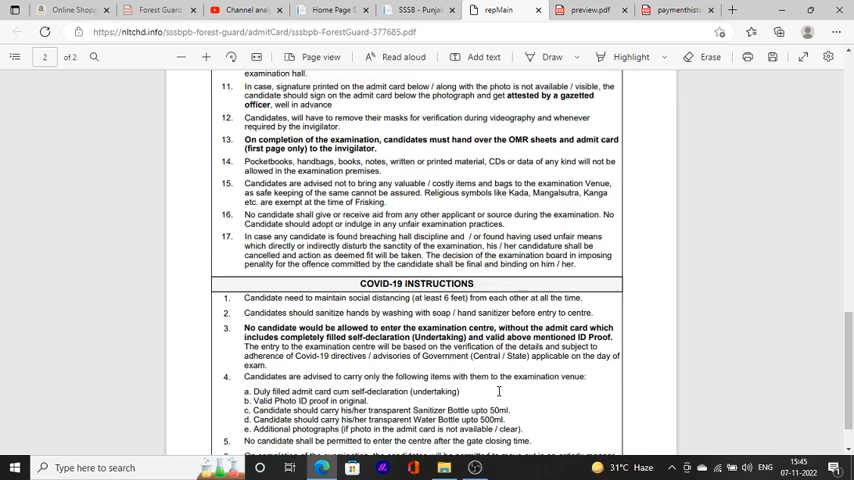 Online Shopp
Forest Guard
Channel analy
Home Page S
SSSB - Punjal
repMain
preview.pdf
paymenthist
https://nltchd.info/sssbpb-forest-guard/admitCard/sssbpb-ForestGuard-377685.pdf
2 of 2
Page view
Read aloud
Add text
Draw
Highlight
Erase
examination hall.
11. In case, signature printed on the admit card below / along with the photo is not available / visible, the
candidate should sign on the admit card below the photograph and get attested by a gazetted
officer, well in advance
12. Candidates, will have to remove their masks for verification during videography and whenever
required by the invigilator.
13. On completion of the examination, candidates must hand over the OMR sheets and admit card
(first page only) to the invigilator.
14. Pocketbooks, handbags, books, notes, written or printed material, CDs or data of any kind will not be
allowed in the examination premises.
15. Candidates are advised not to bring any valuable / costly items and bags to the examination Venue,
as safe keeping of the same cannot be assured. Religious symbols like Kada, Mangalsutra, Kanga
etc. are exempt at the time of Frisking.
16. No candidate shall give or receive aid from any other applicant or source during the examination. No
Candidate should adopt or indulge in any unfair examination practices.
17. In case any candidate is found breaching hall discipline and / or found having used unfair means
which directly or indirectly disturb the sanctity of the examination, his / her candidature shall be
cancelled and action as deemed fit will be taken. The decision of the examination board in imposing
penalty for the offence committed by the candidate shall be final and binding on him / her.
COVID-19 INSTRUCTIONS
1. Candidate need to maintain social distancing (at least 6 feet) from each other at all the time.
2. Candidates should sanitize hands by washing with soap / hand sanitizer before entry to centre.
3. No candidate would be allowed to enter the examination centre, without the admit card which
includes completely filled self-declaration (Undertaking) and valid above mentioned ID Proof.
The entry to the examination centre will be based on the verification of the details and subject to
adherence of Covid-19 directives / advisories of Government (Central / State) applicable on the day of
exam.
4. Candidates are advised to carry only the following items with them to the examination venue:
a. Duly filled admit card cum self-declaration (undertaking)
b. Valid Photo ID proof in original.
c. Candidate should carry his/her transparent Sanitizer Bottle upto 50ml.
d. Candidate should carry his/her transparent Water Bottle upto 500ml.
e. Additional photographs (if photo in the admit card is not available / clear).
5. No candidate shall be permitted to enter the centre after the gate closing time.
Type here to search
31°C Haze
ENG
15:45
07-11-2022